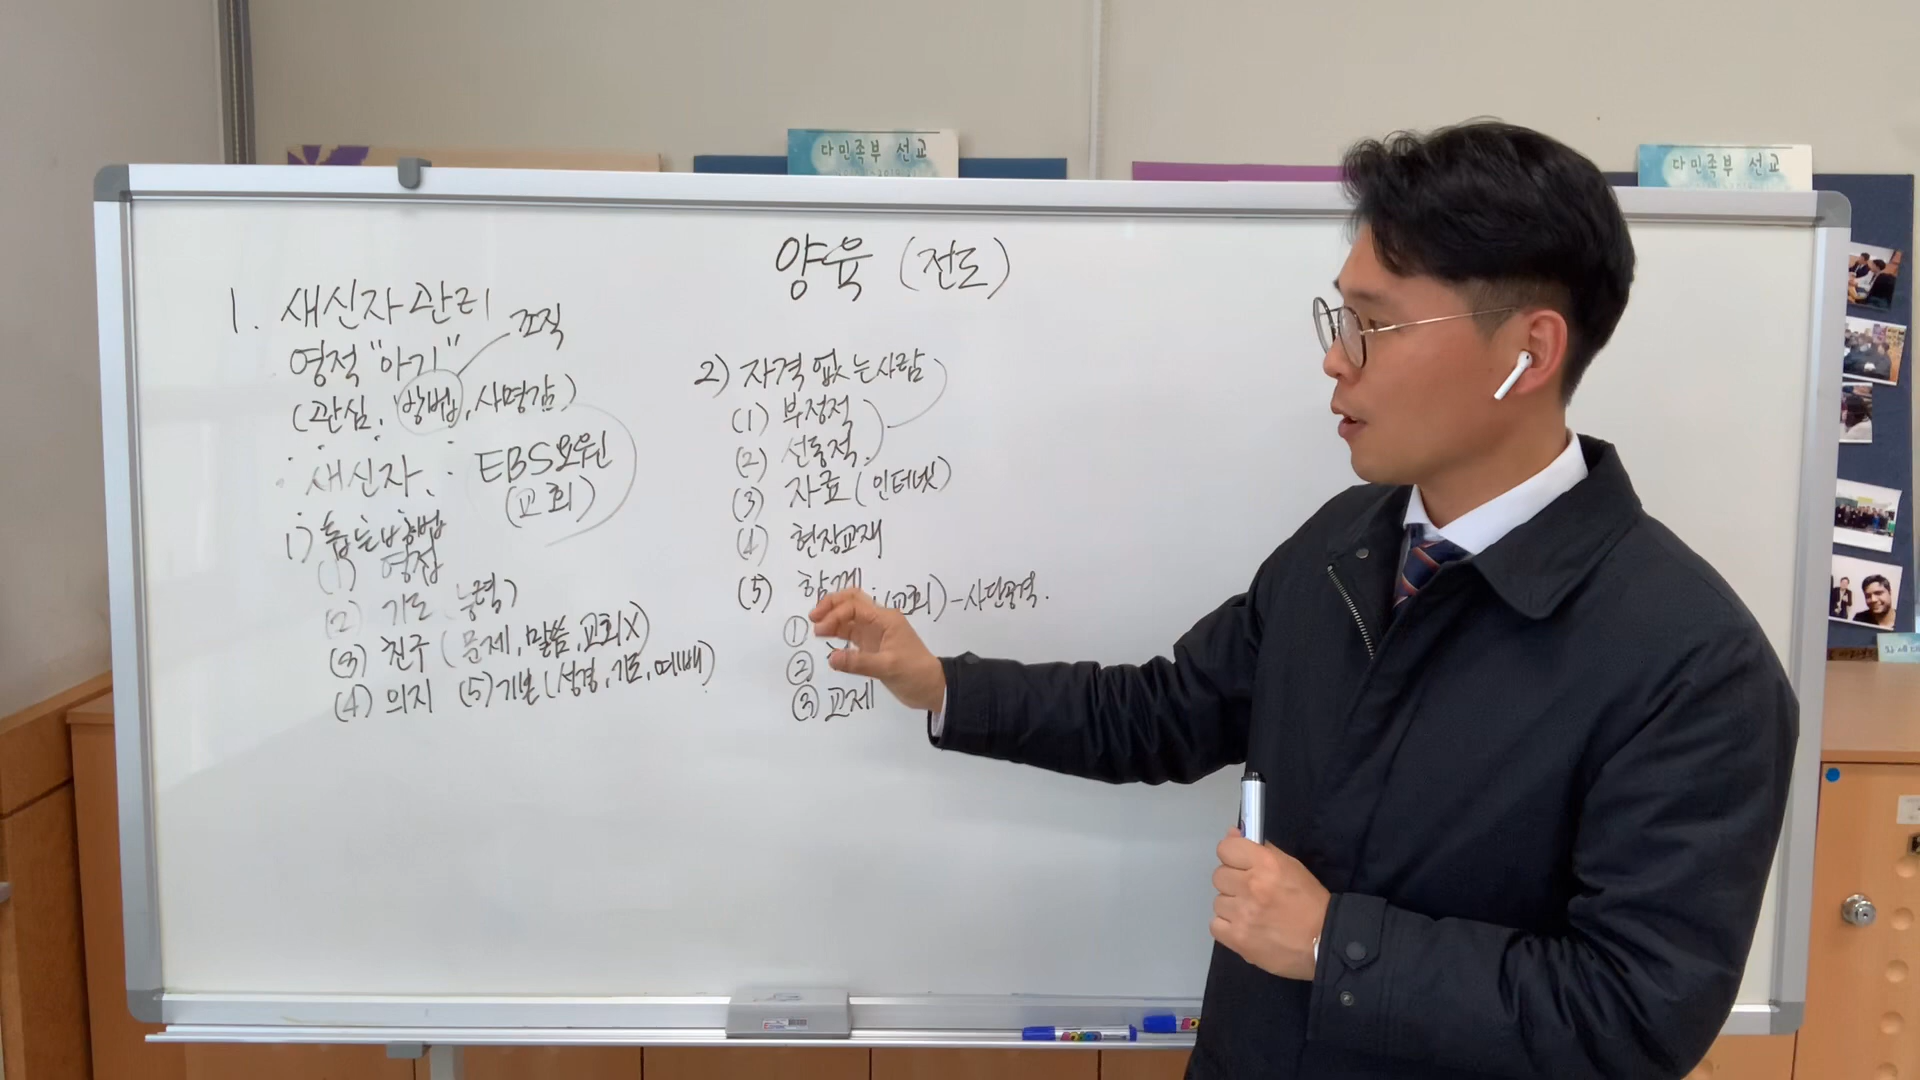 다민족부 선교
다민족부 선교
양육 (전도)
1. 새신자관리
조직
영적 "아기"
(관심, 방법, 사명감)
새신자
EBS요원
(교회)
1) 돕는방법
(1) 영접
(2) 기도 능력)
(3) 친구 (문제, 말씀, 교회X)
(4) 의지 (5) 기본 (성경, 기도, 예배)
2) 자격 없는사람
(1) 부정적
(2) 선동적
(3) 자료 (인터넷)
(4) 현장교재
(5) 함께
(교회) - 사단공격.
①
②
③ 교제